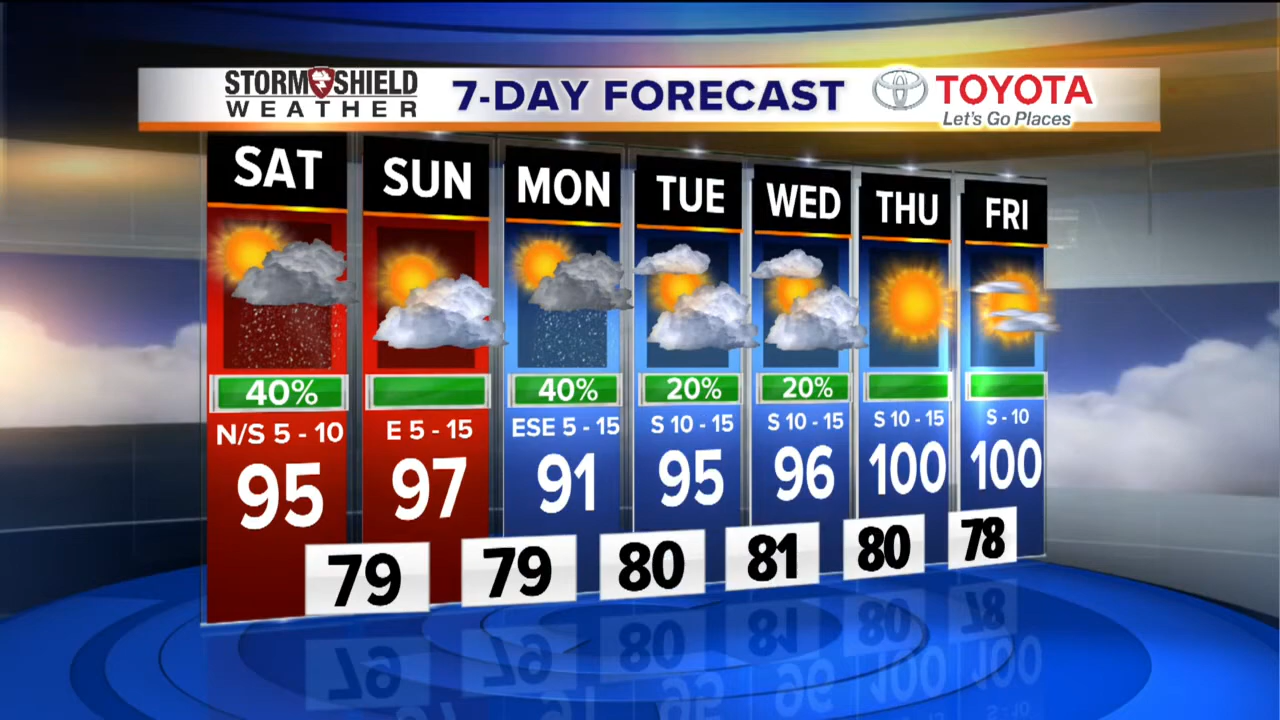 STORM SHIELD
WEATHER
7-DAY FORECAST
TOYOTA
Let's Go Places
SAT SUN MON TUE WED THU FRI
40% 40% 20% 20%
N/S 5 - 10 E 5 - 15 ESE 5 - 15 S 10 - 15 S 10 - 15 S 10 - 15 S - 10
95 97 91 95 96 100 100
79 79 80 81 80 78